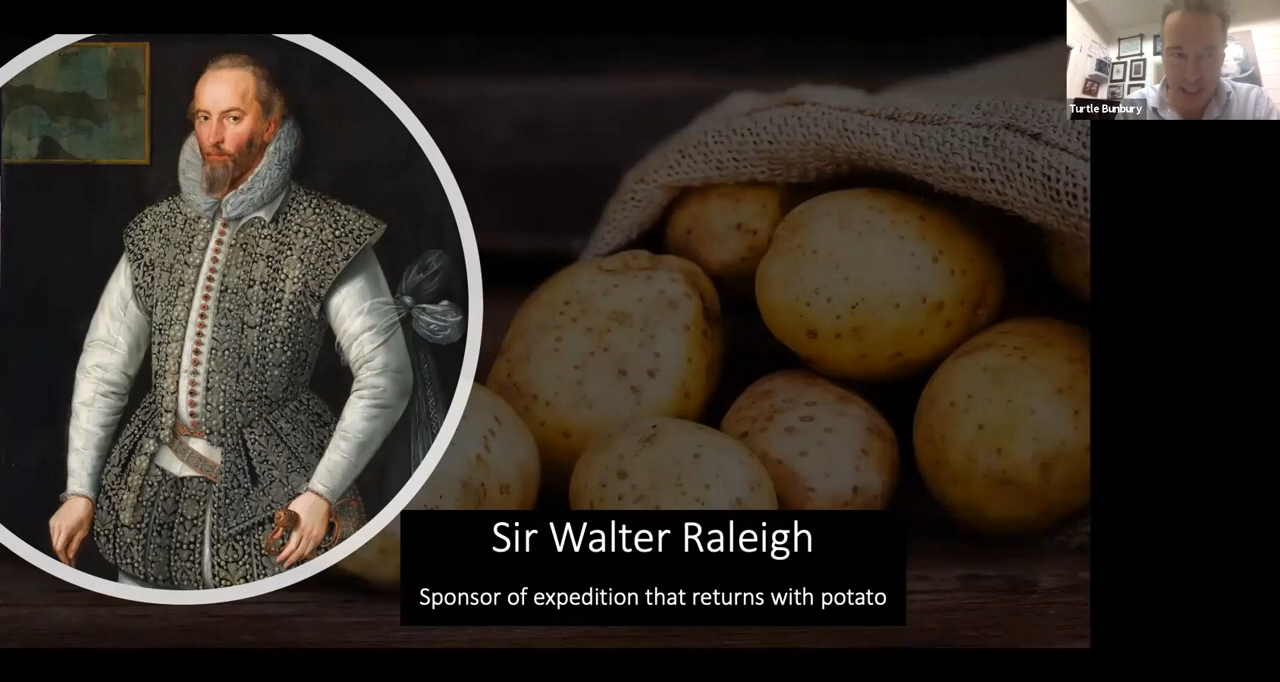 Turtle Bunbury
Sir Walter Raleigh
Sponsor of expedition that returns with potato